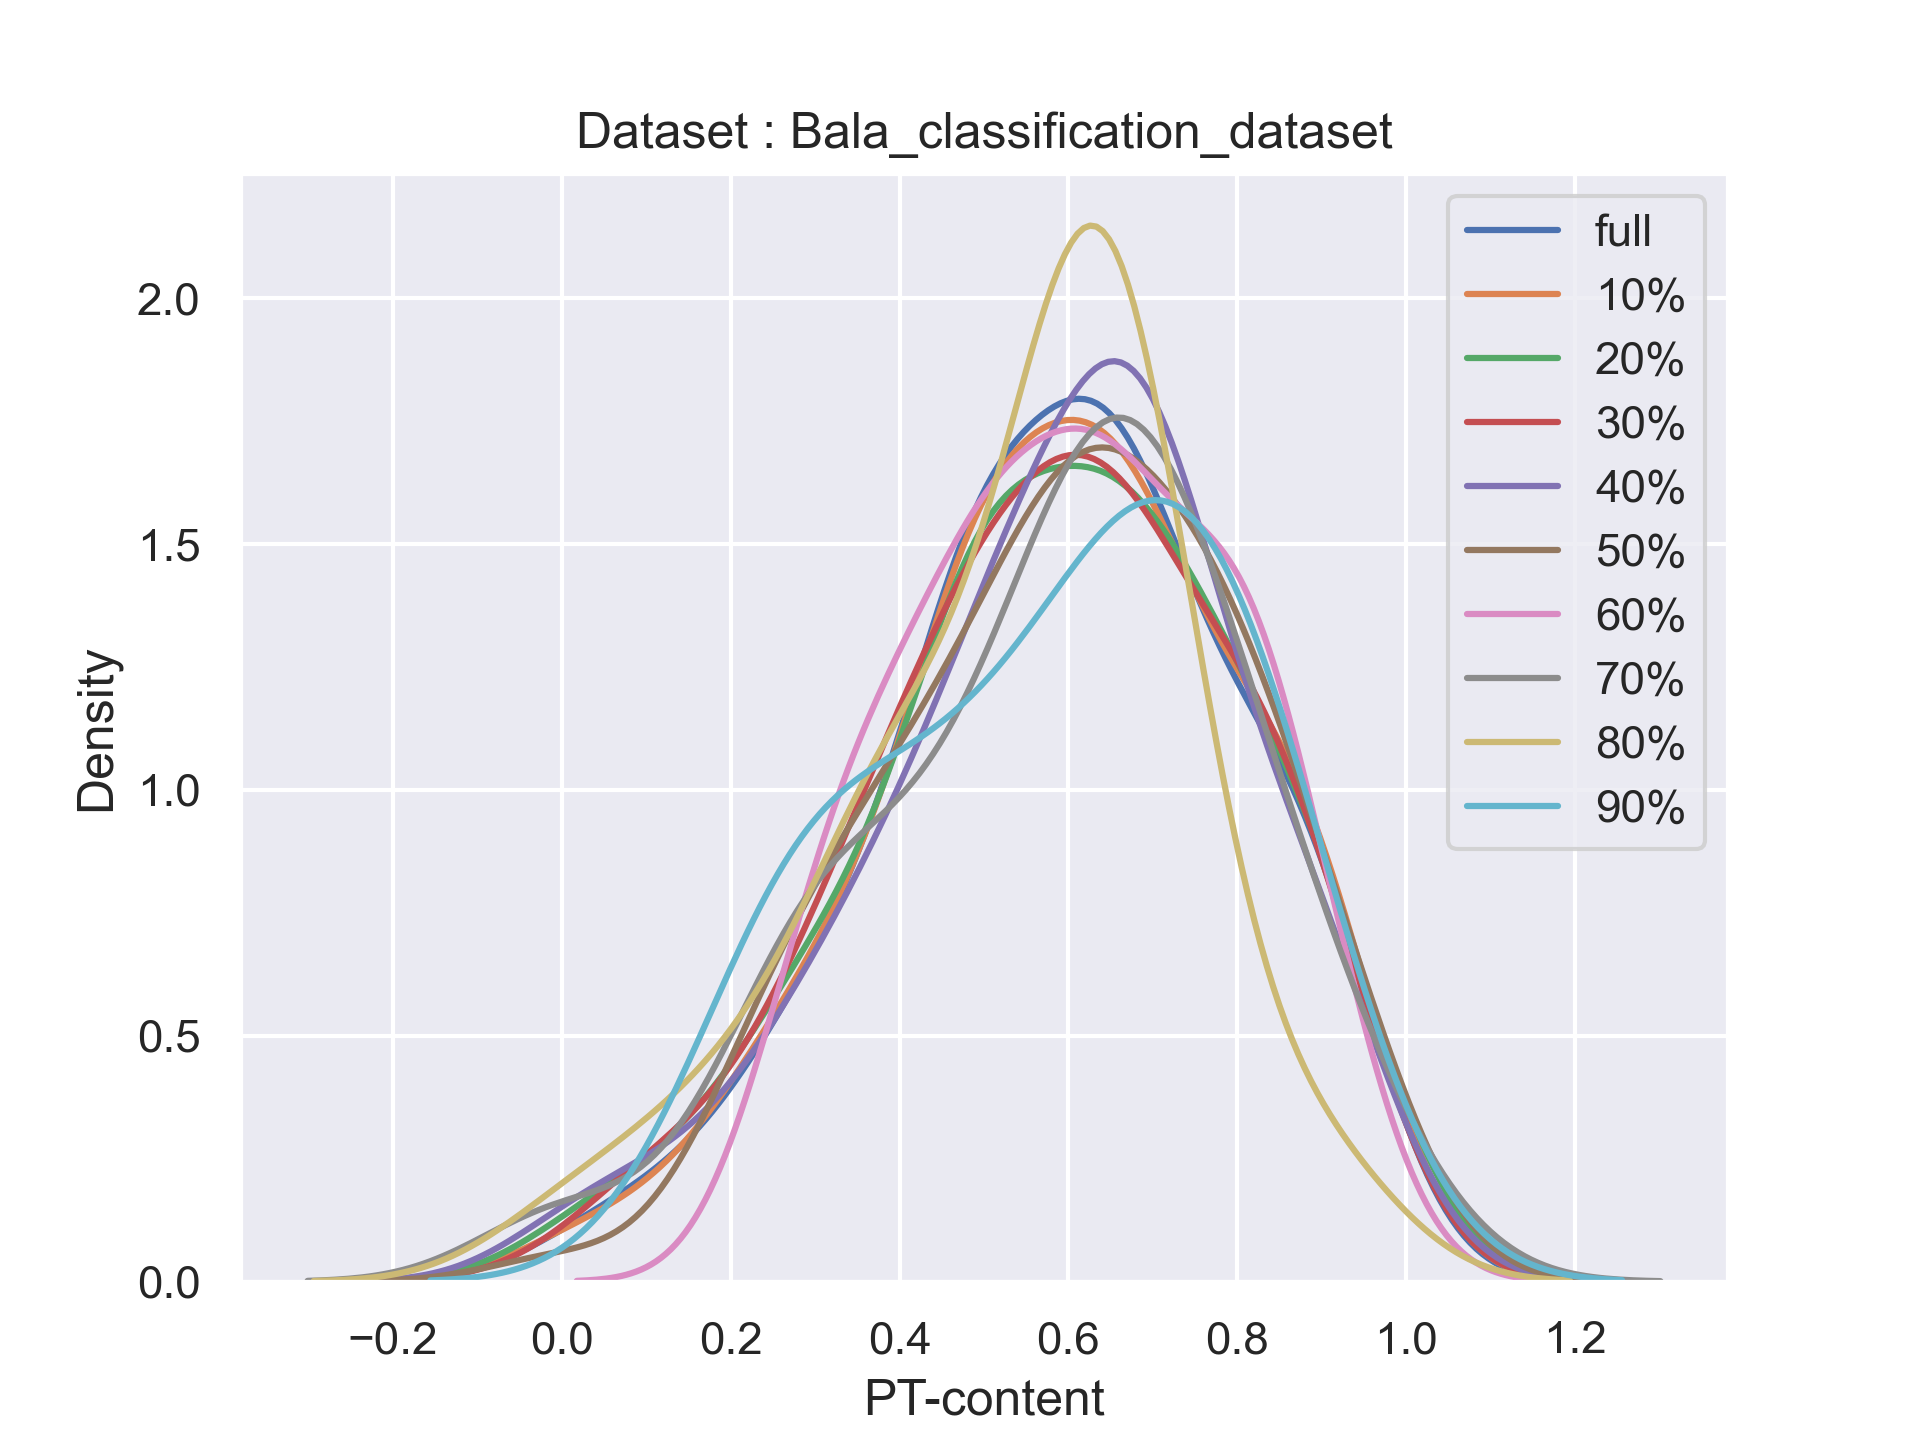 Dataset : Bala_classification_dataset
full
10%
20%
30%
40%
50%
60%
70%
80%
90%
2.0
1.5
1.0
0.5
0.0
Density
−0.2 0.0 0.2 0.4 0.6 0.8 1.0 1.2
PT-content